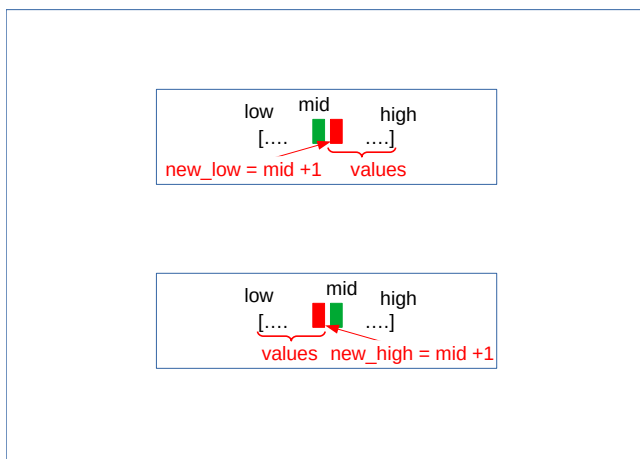 low mid high
[.... ....]
new_low = mid +1 values
low mid high
[.... ....]
values new_high = mid +1